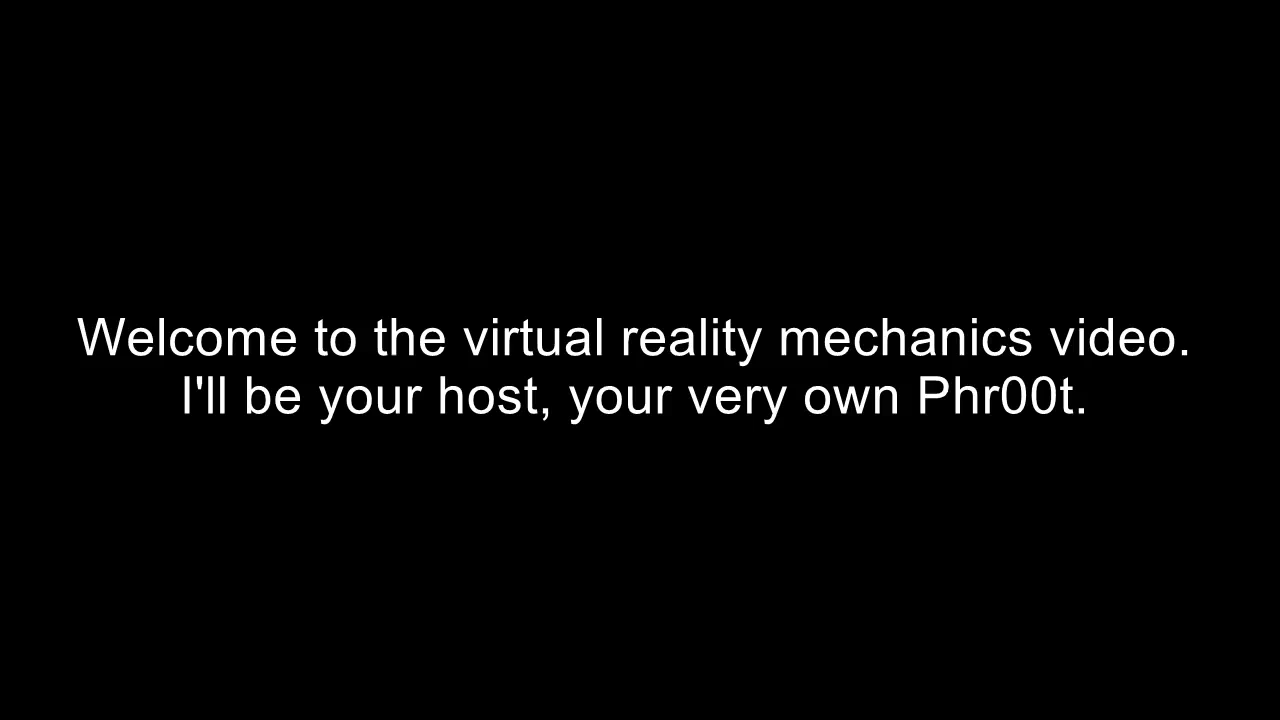 Welcome to the virtual reality mechanics video.
I'll be your host, your very own Phr00t.